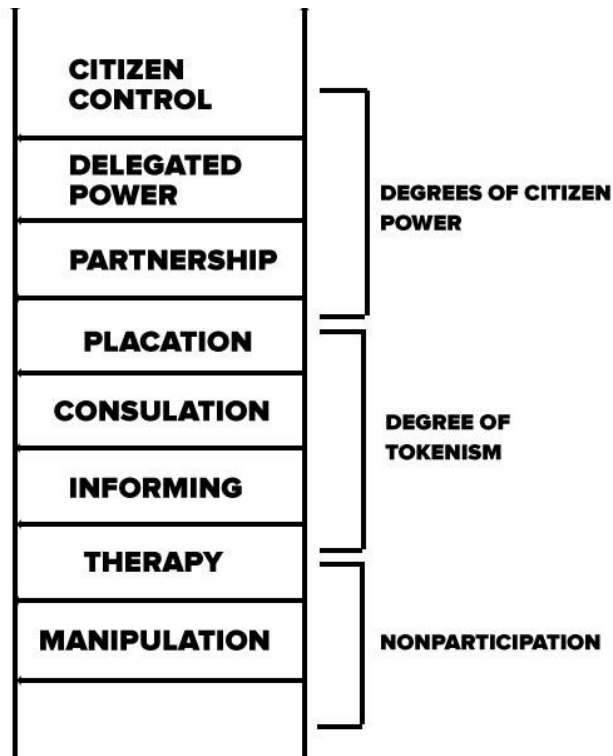 CITIZEN
CONTROL
DELEGATED
POWER
PARTNERSHIP
PLACATION
CONSULATION
INFORMING
THERAPY
MANIPULATION
DEGREES OF CITIZEN
POWER
DEGREE OF
TOKENISM
NONPARTICIPATION